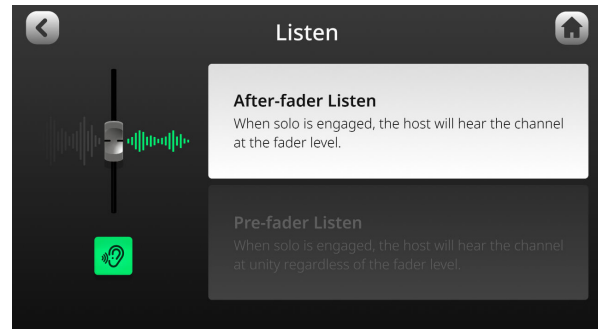 Listen
After-fader Listen
When solo is engaged, the host will hear the channel
at the fader level.
Pre-fader Listen
When solo is engaged, the host will hear the channel
at unity regardless of the fader level.